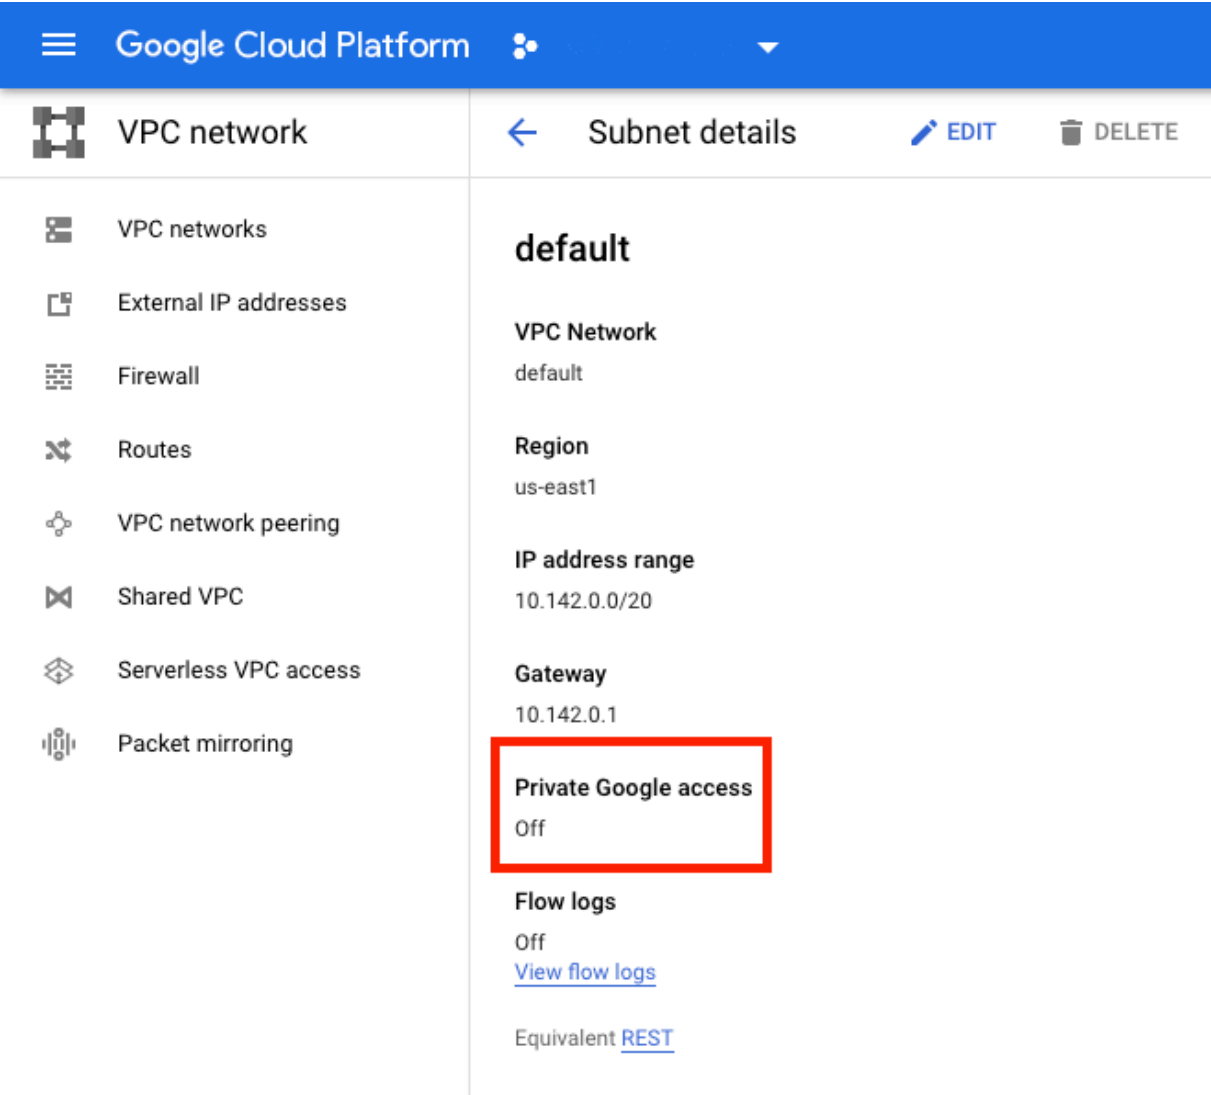 Google Cloud Platform
VPC network
Subnet details
EDIT
DELETE
VPC networks
External IP addresses
Firewall
Routes
VPC network peering
Shared VPC
Serverless VPC access
Packet mirroring
default
VPC Network
default
Region
us-east1
IP address range
10.142.0.0/20
Gateway
10.142.0.1
Private Google access
Off
Flow logs
Off
View flow logs
Equivalent REST